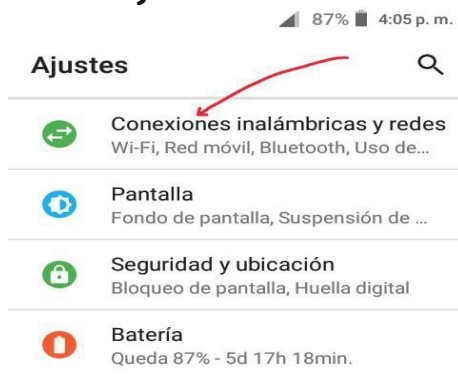 87% 4:05 p. m.
Ajustes
Conexiones inalámbricas y redes
Wi-Fi, Red móvil, Bluetooth, Uso de...
Pantalla
Fondo de pantalla, Suspensión de ...
Seguridad y ubicación
Bloqueo de pantalla, Huella digital
Batería
Queda 87% - 5d 17h 18min.